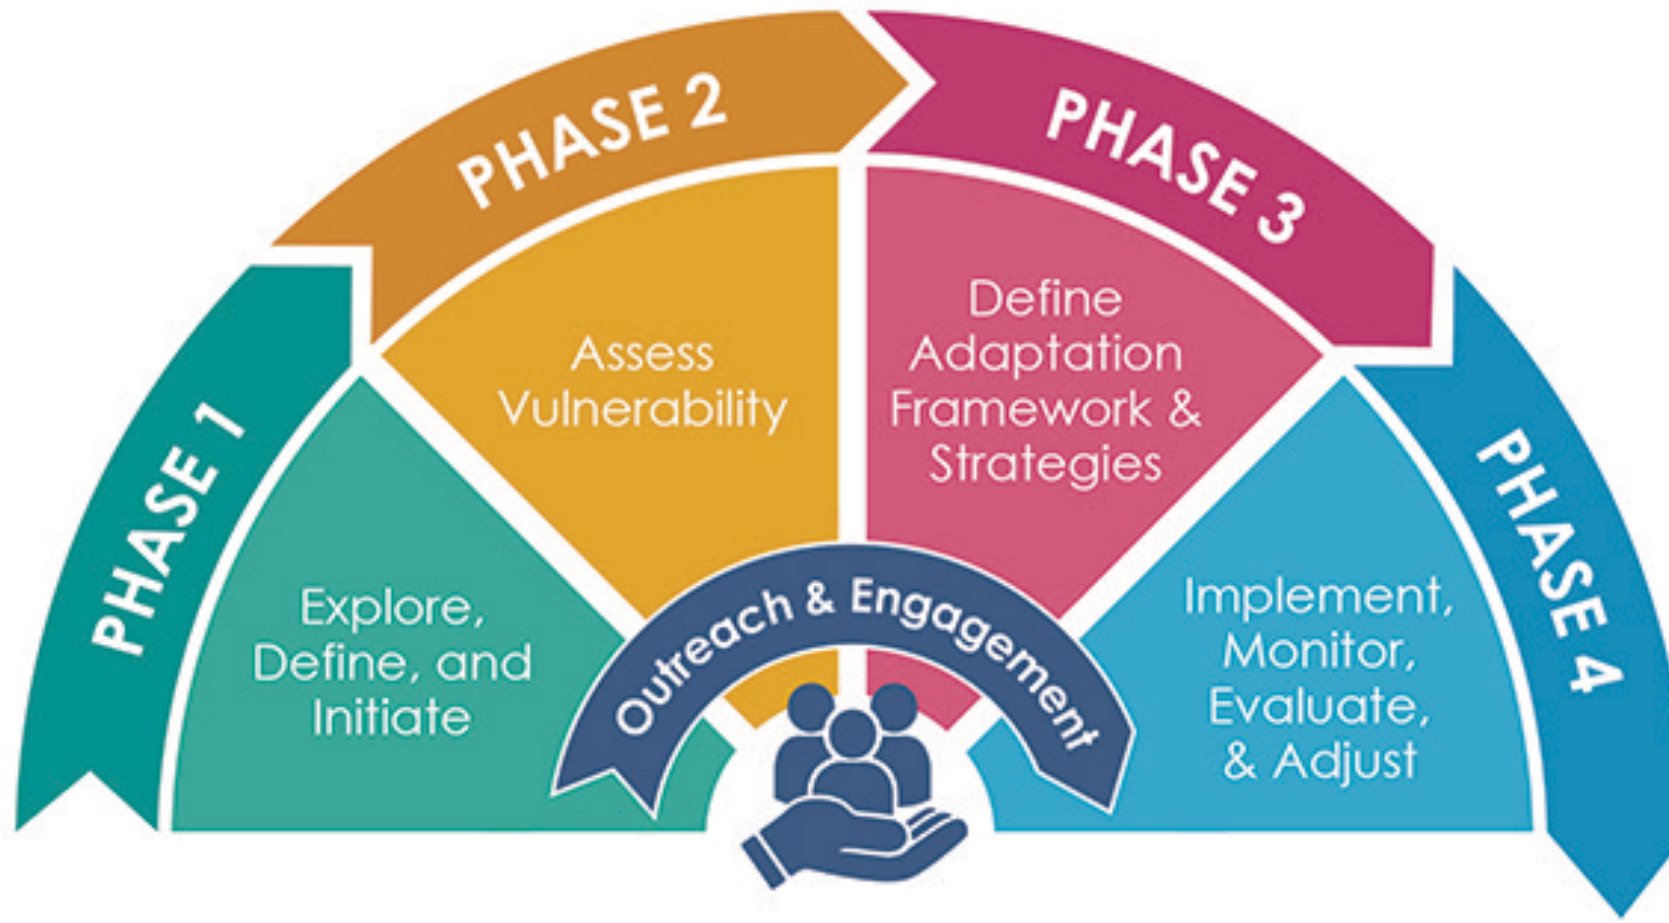 PHASE 1
Explore,
Define, and
Initiate
PHASE 2
Assess
Vulnerability
PHASE 3
Define
Adaptation
Framework &
Strategies
PHASE 4
Implement,
Monitor,
Evaluate,
& Adjust
Outreach & Engagement